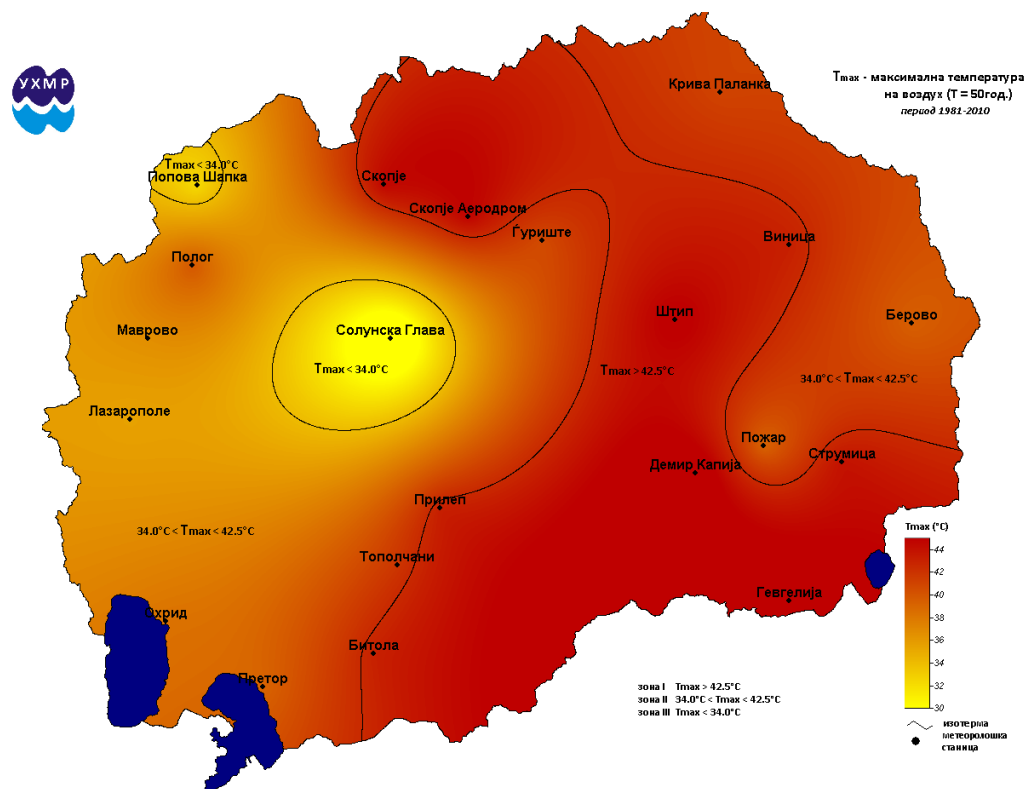 УХМР
Tmax - максимална температура
на воздух (T = 50год.)
период 1981-2010
Крива Паланка
Tmax < 34.0°C
Попова Шапка
Скопје
Скопје Аеродром
Ѓуриште
Виница
Полог
Штип
Берово
Маврово
Солунска Глава
Tmax < 34.0°C
Tmax > 42.5°C
34.0°C < Tmax < 42.5°C
Лазарополе
Пожар
Струмица
Демир Капија
Прилеп
34.0°C < Tmax < 42.5°C
Тополчани
Гевгелија
Охрид
Битола
Претор
Tmax (°C)
44
42
40
38
36
34
32
30
зона I Tmax > 42.5°C
зона II 34.0°C < Tmax < 42.5°C
зона III Tmax < 34.0°C
изотерма
метеоролошка
станица